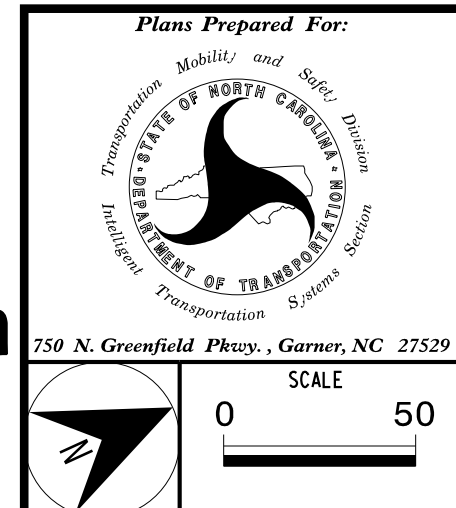 Plans Prepared For:
Transportation Mobility and Safety Division
STATE OF NORTH CAROLINA
DEPARTMENT OF TRANSPORTATION
Intelligent Transportation Systems Section
750 N. Greenfield Pkwy. , Garner, NC 27529
N
SCALE
0 50